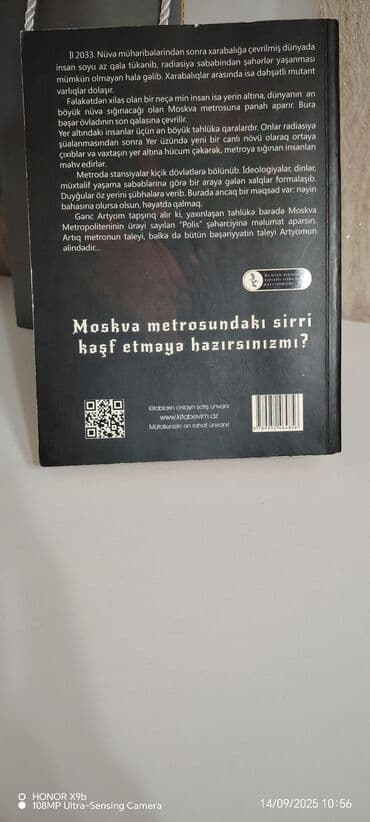 İl 2033. Nüvə müharibələrindən sonra xarabalığa çevrilmiş dünyada
insan soyu az qala tükənib, radiasiya səbəbindən şəhərlər yaşanması
mümkün olmayan hala gəlib. Xarabalıqlar arasında isə dəhşətli mutant
varlıqlar dolaşır.
Fəlakətdən xilas olan bir neçə min insan isə yerin altına, dünyanın ən
böyük nüvə sığınacağı olan Moskva metrosuna pənah aparır. Bura
bəşər övladının son qalasına çevrilir.
Yer altındakı insanlar üçün ən böyük təhlükə qaralardır. Onlar radiasiya
şüalanmasından sonra Yer üzündə yeni bir canlı növü olaraq ortaya
çıxıblar və vaxtaşırı yer altına hücum çəkərək, metroya sığınan insanları
məhv edirlər.
Metroda stansiyalar kiçik dövlətlərə bölünüb. İdeologiyalar, dinlər,
müxtəlif yaşama səbəblərinə görə bir araya gələn xalqlar formalaşıb.
Duyğular öz yerini şübhələrə verib. Burada ancaq bir məqsəd var: nəyin
bahasına olursa olsun, həyatda qalmaq.
Gənc Artyom tapşırıq alır ki, yaxınlaşan təhlükə barədə Moskva
Metropoliteninin ürəyi sayılan "Polis" şəhərciyinə məlumat aparsın.
Artıq metronun taleyi, bəlkə də bütün bəşəriyyətin taleyi Artyomun
əlindədir...
Moskva metrosundakı sirri
kəşf etməyə hazırsınızmı?
Kitabların onlayn satış ünvanı
www.kitabevim.az
Mütaliənizin ən rahat ünvanı!
HONOR X9b
108MP Ultra-Sensing Camera
14/09/2025 10:56